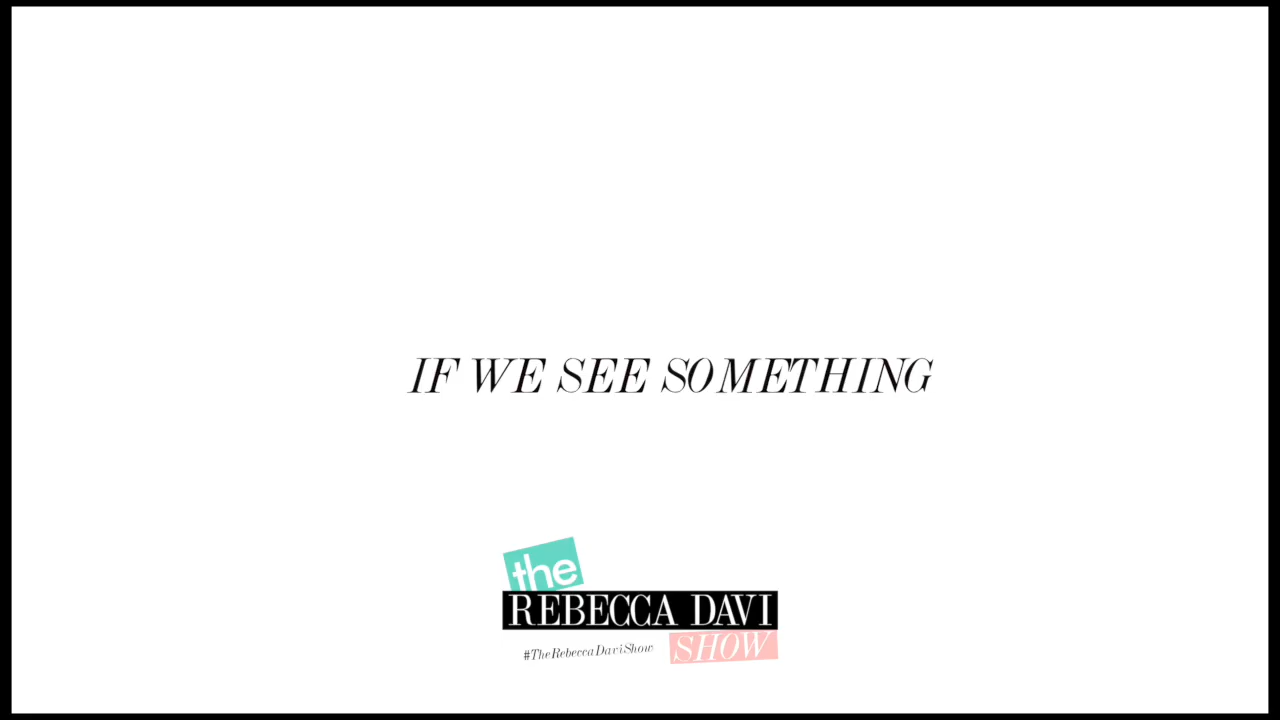 IF WE SEE SOMETHING
the
REBECCA DAVI
SHOW
#TheRebeccaDaviShow